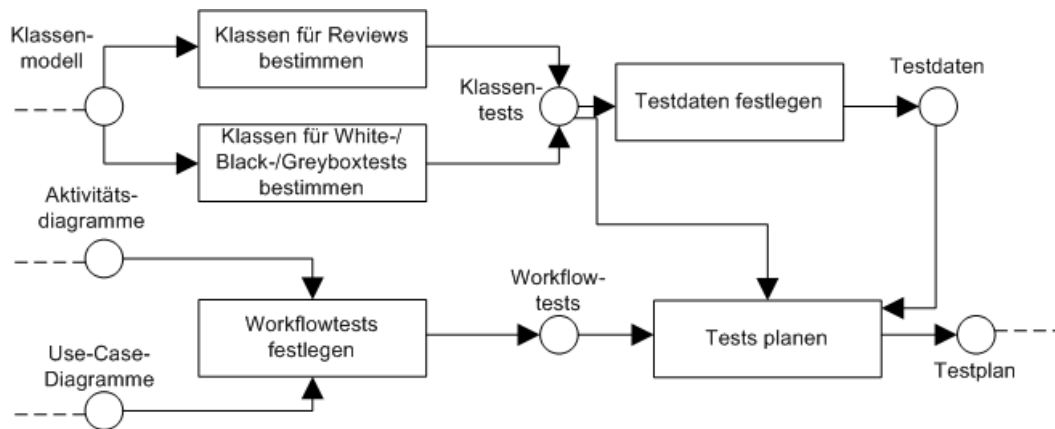 Klassen-
modell
Klassen für Reviews
bestimmen
Klassen für White-/
Black-/Greyboxtests
bestimmen
Klassen-
tests
Testdaten festlegen
Testdaten
Aktivitäts-
diagramme
Use-Case-
Diagramme
Workflowtests
festlegen
Workflow-
tests
Tests planen
Testplan